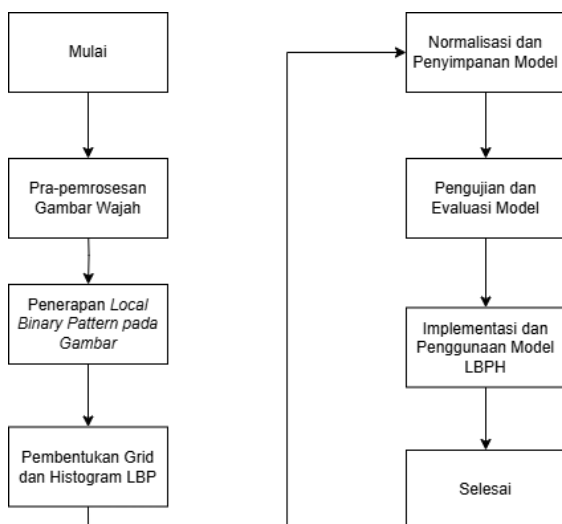 Mulai
Pra-pemrosesan
Gambar Wajah
Penerapan Local
Binary Pattern pada
Gambar
Pembentukan Grid
dan Histogram LBP
Normalisasi dan
Penyimpanan Model
Pengujian dan
Evaluasi Model
Implementasi dan
Penggunaan Model
LBPH
Selesai